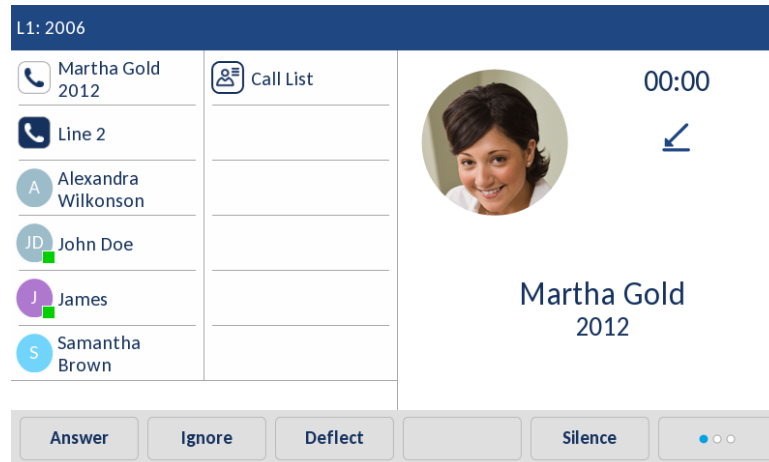 L1: 2006
Martha Gold
2012
Line 2
A
Alexandra
Wilkonson
JD
John Doe
J
James
S
Samantha
Brown
Call List
00:00
Martha Gold
2012
Answer
Ignore
Deflect
Silence